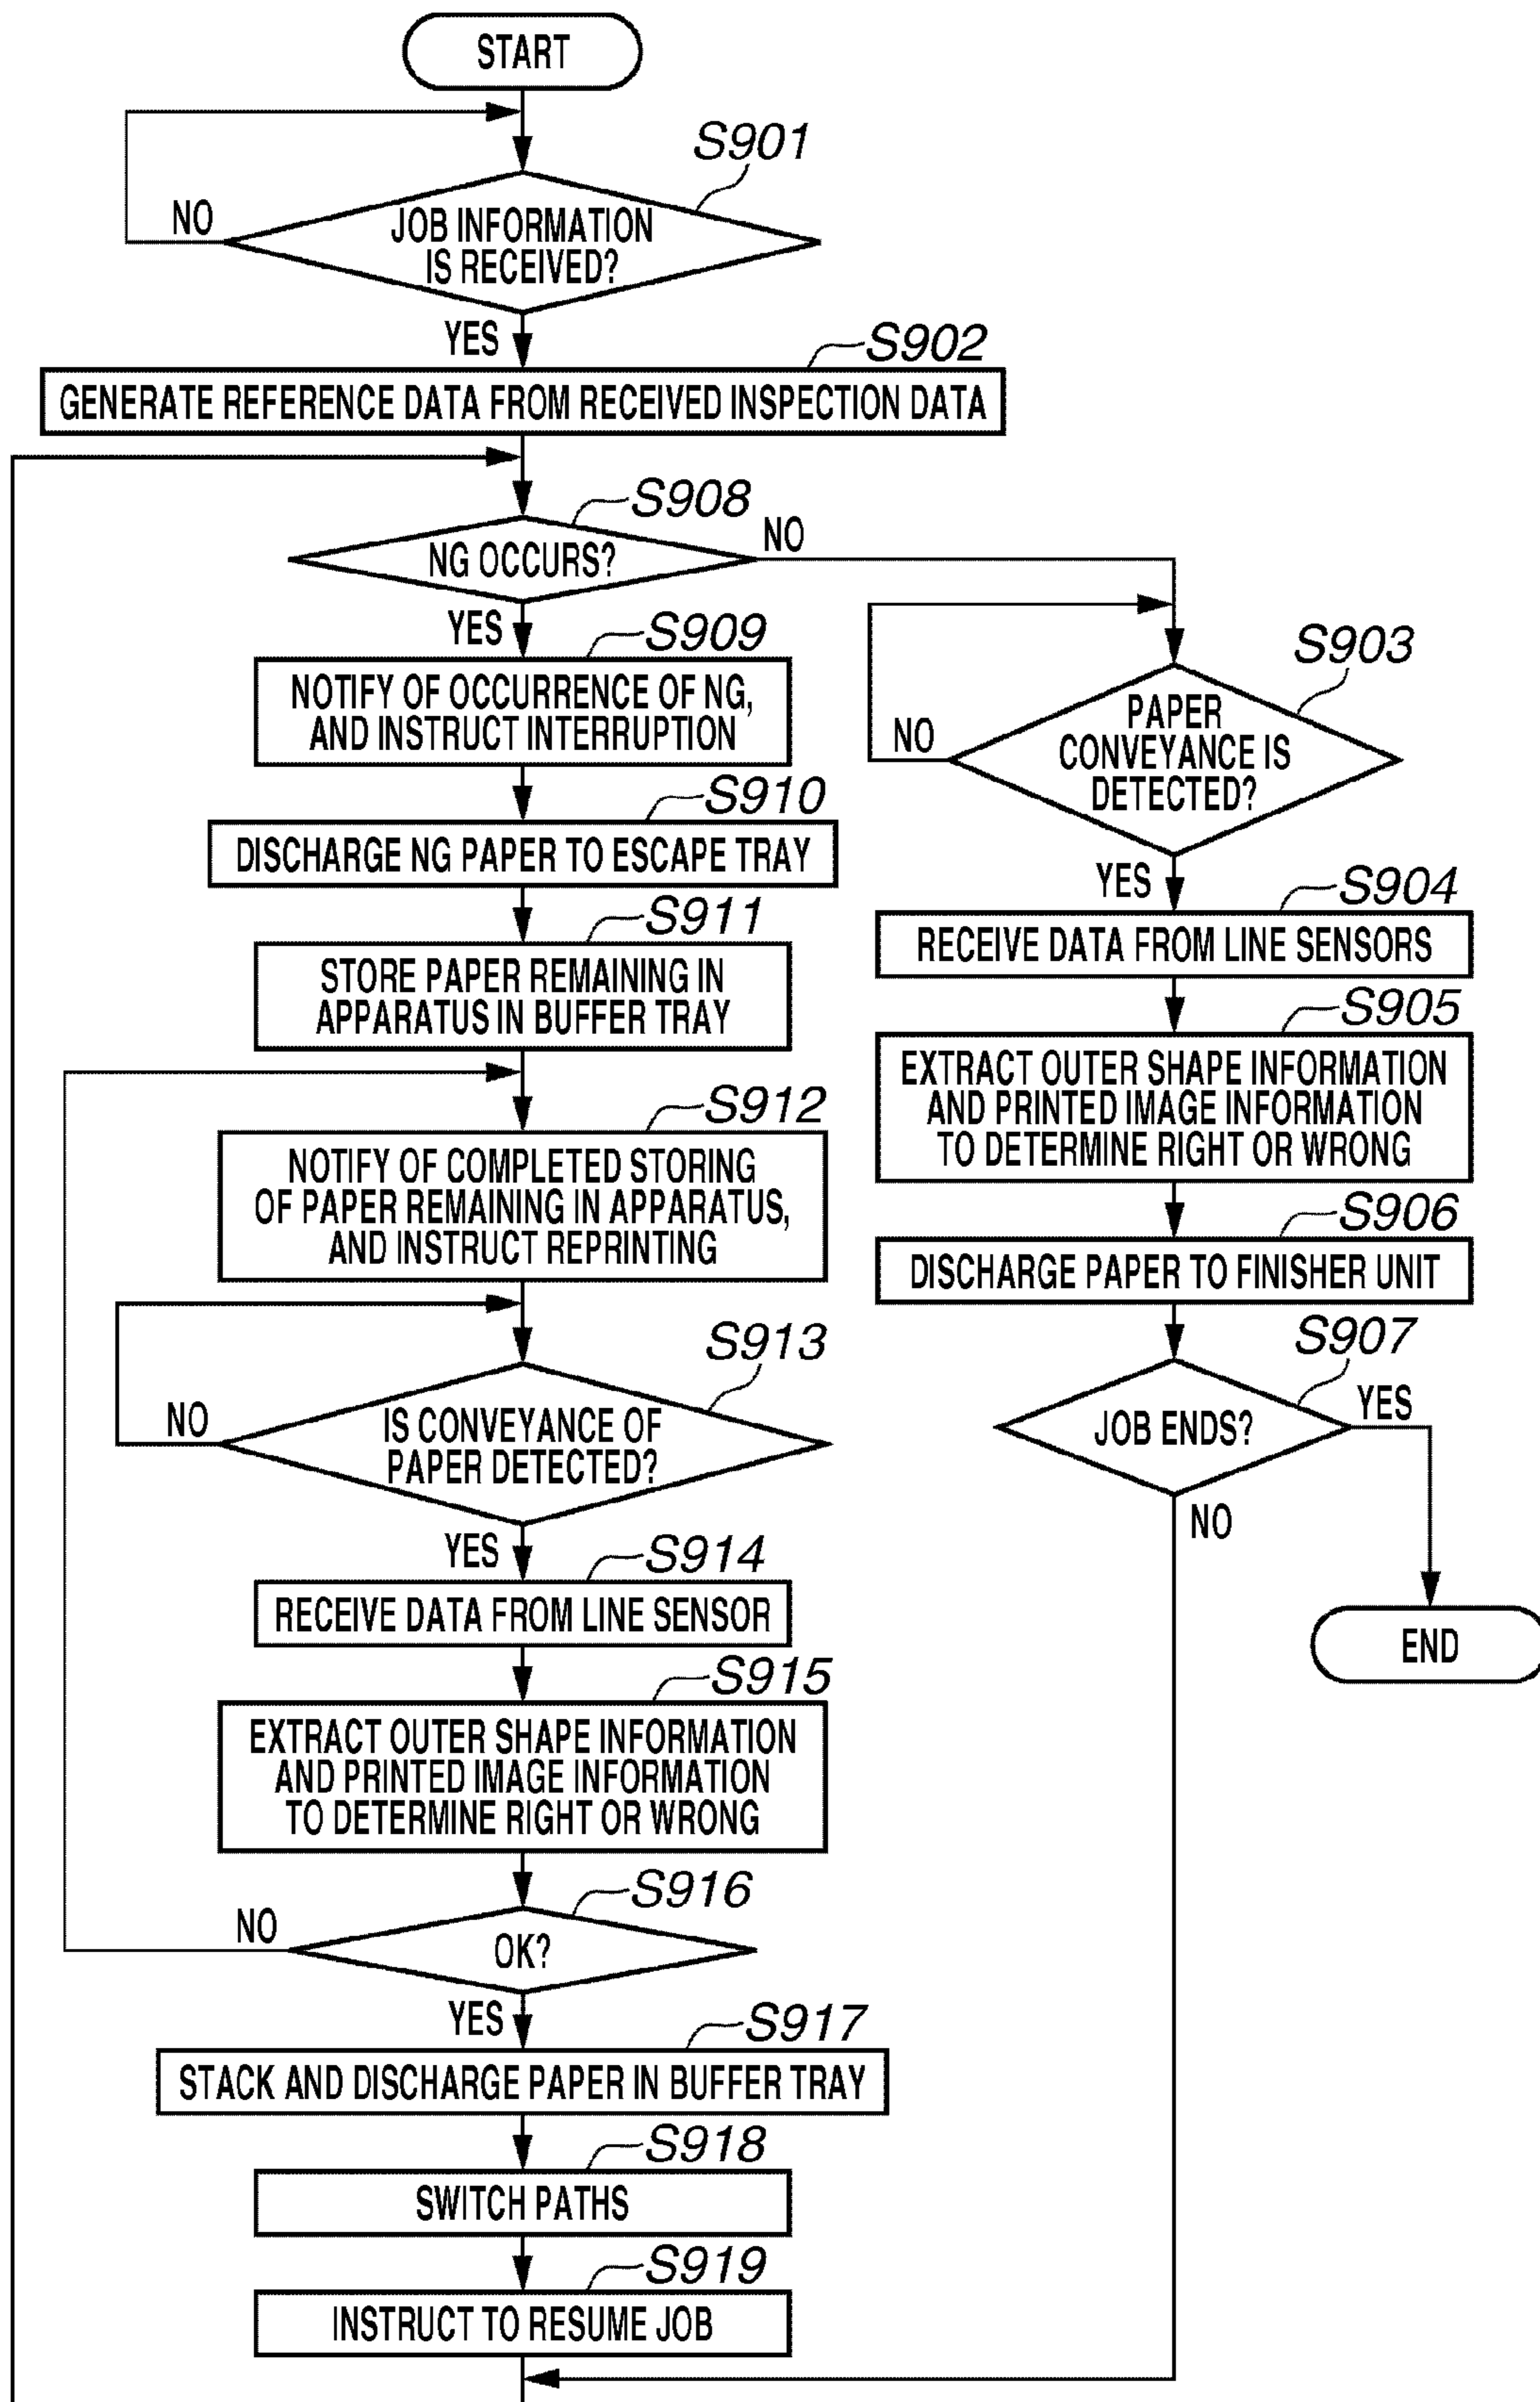 START
S901
NO
JOB INFORMATION
IS RECEIVED?
YES
S902
GENERATE REFERENCE DATA FROM RECEIVED INSPECTION DATA
S908
NG OCCURS?
NO
YES
S909
NOTIFY OF OCCURRENCE OF NG,
AND INSTRUCT INTERRUPTION
S910
DISCHARGE NG PAPER TO ESCAPE TRAY
S911
STORE PAPER REMAINING IN
APPARATUS IN BUFFER TRAY
S912
NOTIFY OF COMPLETED STORING
OF PAPER REMAINING IN APPARATUS,
AND INSTRUCT REPRINTING
S913
NO
IS CONVEYANCE OF
PAPER DETECTED?
YES
S914
RECEIVE DATA FROM LINE SENSOR
S915
EXTRACT OUTER SHAPE INFORMATION
AND PRINTED IMAGE INFORMATION
TO DETERMINE RIGHT OR WRONG
S916
NO
OK?
YES
S917
STACK AND DISCHARGE PAPER IN BUFFER TRAY
S918
SWITCH PATHS
S919
INSTRUCT TO RESUME JOB
S903
NO
PAPER
CONVEYANCE IS
DETECTED?
YES
S904
RECEIVE DATA FROM LINE SENSORS
S905
EXTRACT OUTER SHAPE INFORMATION
AND PRINTED IMAGE INFORMATION
TO DETERMINE RIGHT OR WRONG
S906
DISCHARGE PAPER TO FINISHER UNIT
S907
JOB ENDS?
YES
NO
END